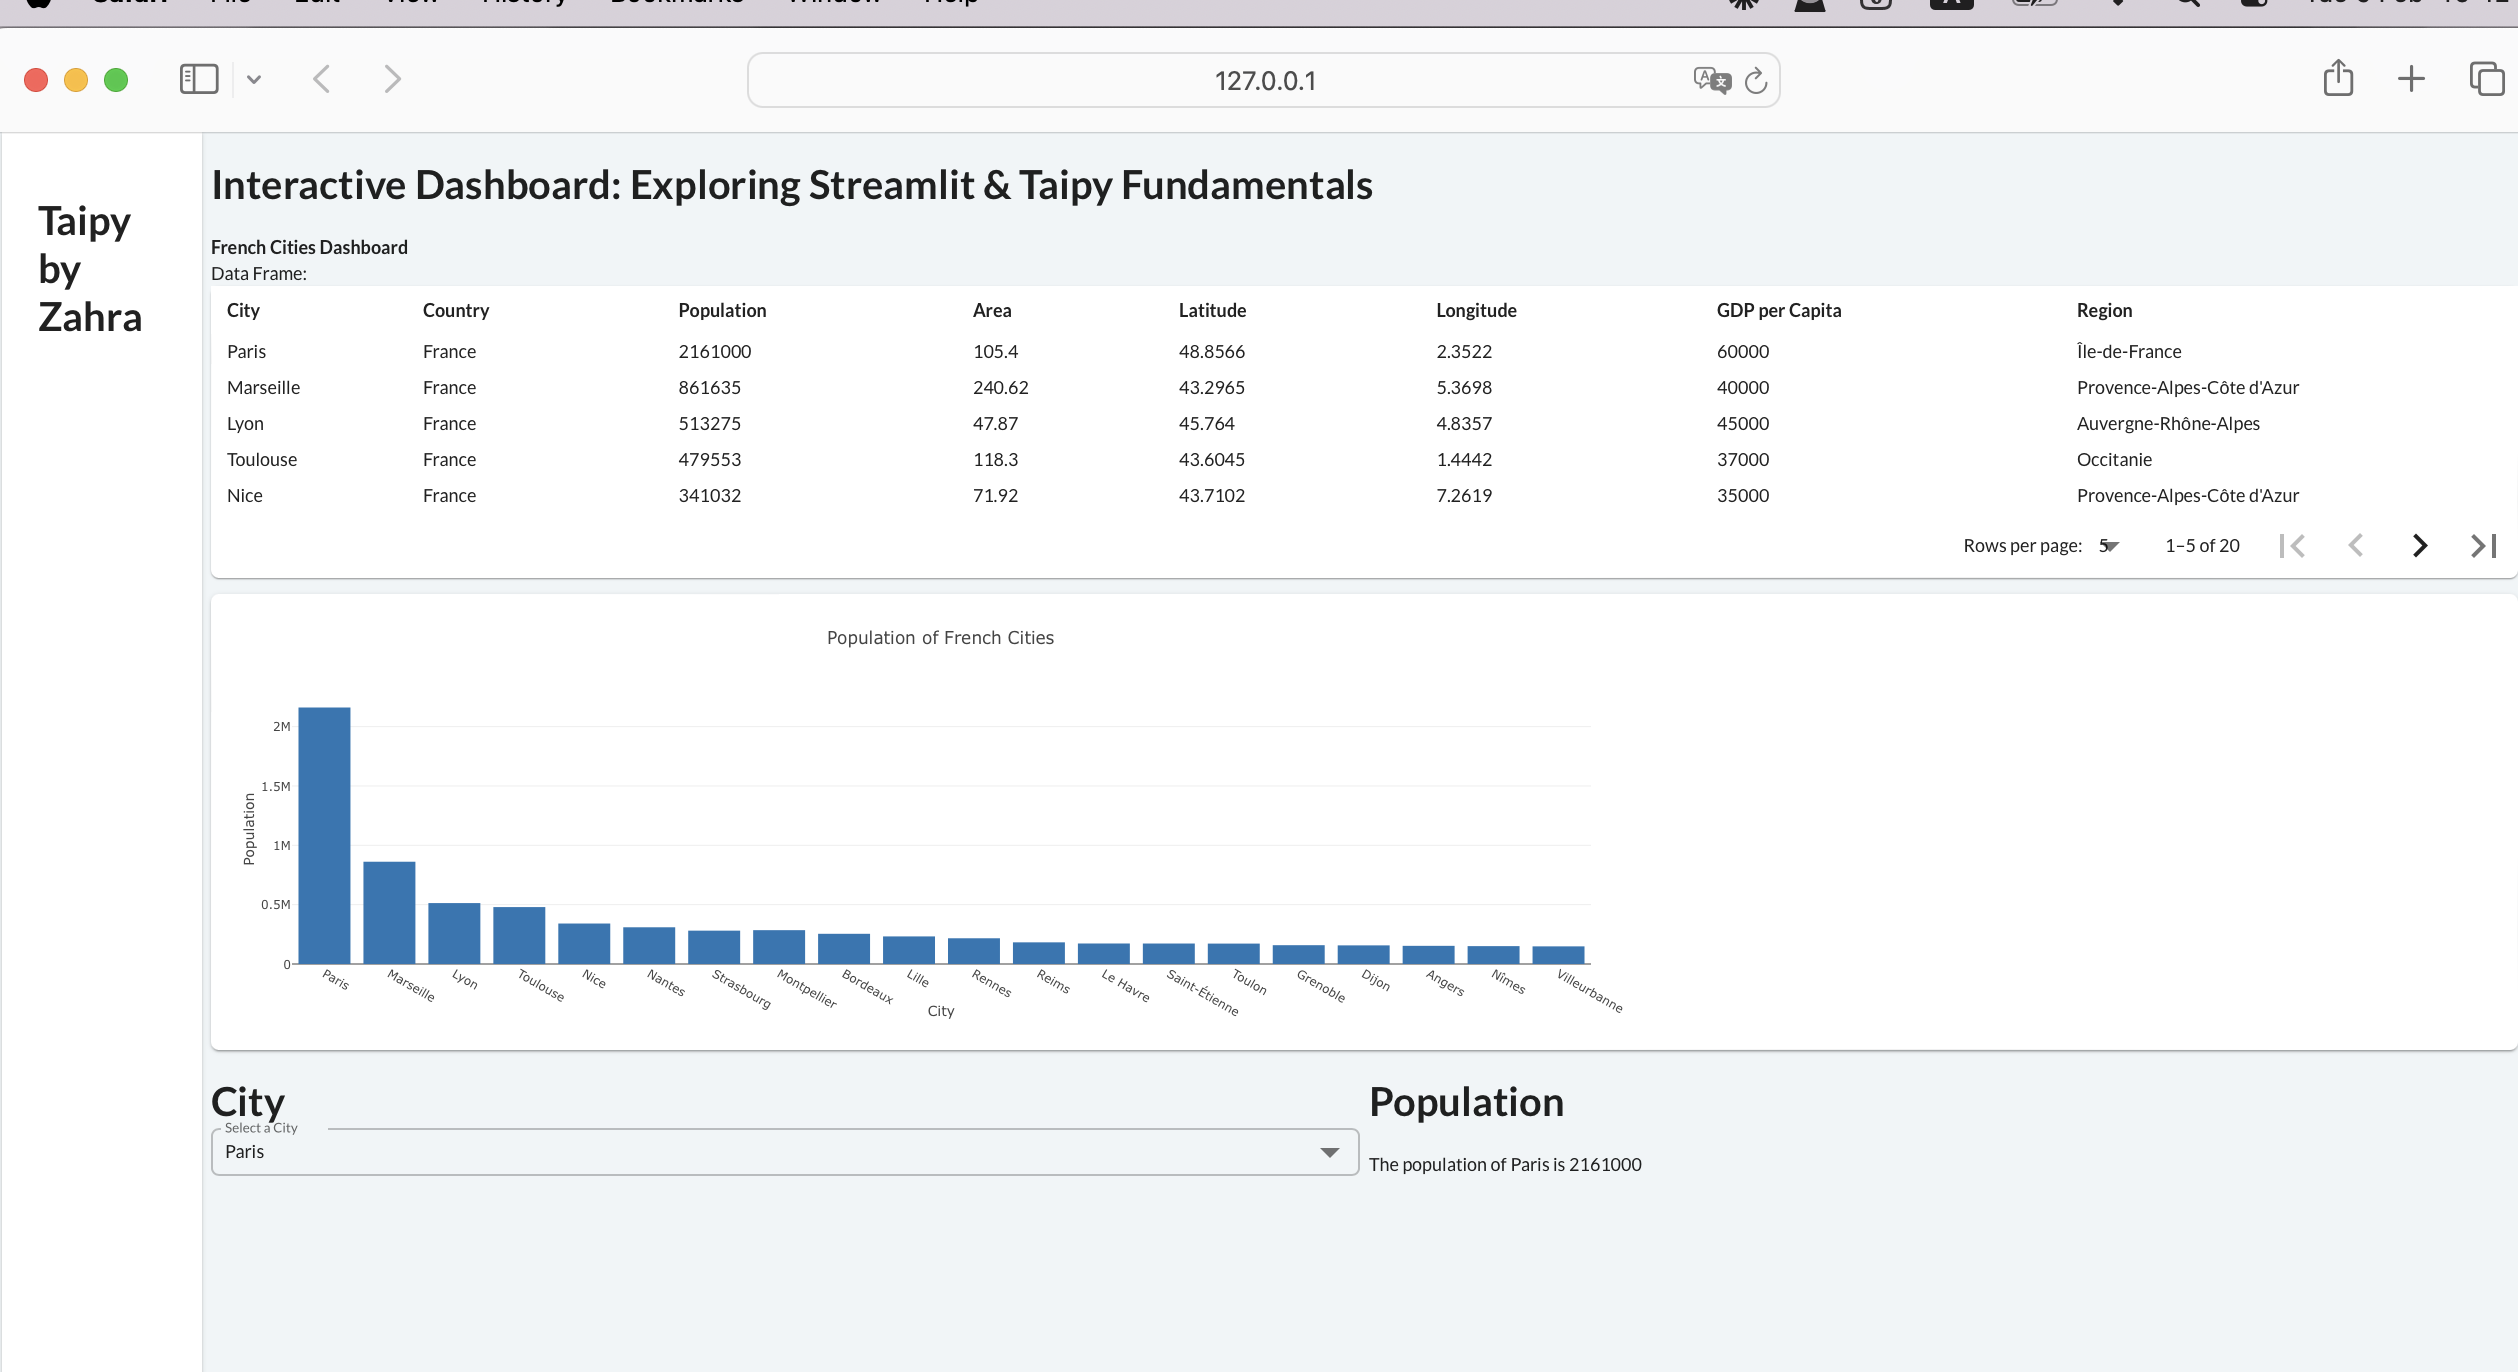 127.0.0.1
Taipy
by
Zahra
Interactive Dashboard: Exploring Streamlit & Taipy Fundamentals
French Cities Dashboard
Data Frame:
City Country Population Area Latitude Longitude GDP per Capita Region
Paris France 2161000 105.4 48.8566 2.3522 60000 Île-de-France
Marseille France 861635 240.62 43.2965 5.3698 40000 Provence-Alpes-Côte d'Azur
Lyon France 513275 47.87 45.764 4.8357 45000 Auvergne-Rhône-Alpes
Toulouse France 479553 118.3 43.6045 1.4442 37000 Occitanie
Nice France 341032 71.92 43.7102 7.2619 35000 Provence-Alpes-Côte d'Azur
Rows per page: 5 1–5 of 20
Population of French Cities
2M
1.5M
1M
0.5M
0
Population
Paris Marseille Lyon Toulouse Nice Nantes Strasbourg Montpellier Bordeaux Lille Rennes Reims Le Havre Saint-Étienne Toulon Grenoble Dijon Angers Nîmes Villeurbanne
City
City
Select a City
Paris
Population
The population of Paris is 2161000